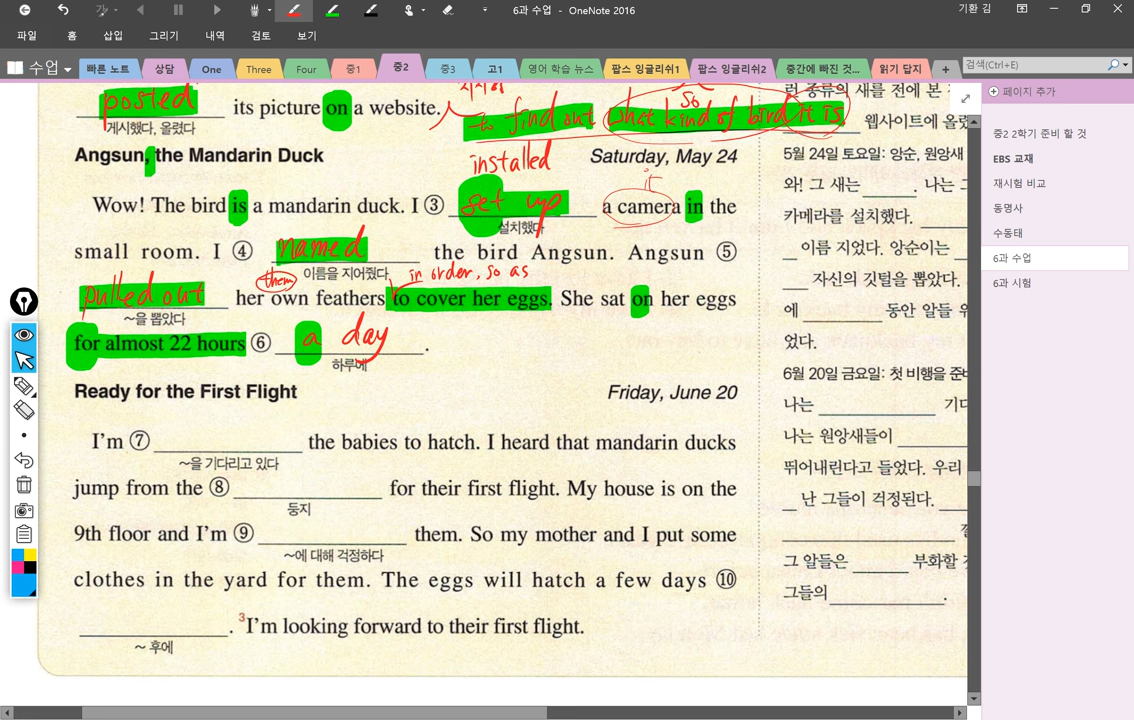 6과 수업 - OneNote 2016
기환 김
파일 홈 삽입 그리기 내역 검토 보기
수업 빠른 노트 상담 One Three Four 중1 중2 중3 고1 영어 학습 뉴스 팝스 잉글리쉬1 팝스 잉글리쉬2 중간에 빠진 것... 읽기 답지 +
검색(Ctrl+E)
페이지 추가
중2 2학기 준비 할 것
EBS 교재
재시험 비교
동명사
수동태
6과 수업
6과 시험
so
posted its picture on a website. to find out what kind of bird it is
게시했다, 올렸다
installed
Angsun, the Mandarin Duck Saturday, May 24
it
Wow! The bird is a mandarin duck. I ③ set up a camera in the
설치했다
small room. I ④ named the bird Angsun. Angsun ⑤
이름을 지어줬다
them in order, so as
pulled out her own feathers to cover her eggs. She sat on her eggs
~을 뽑았다
for almost 22 hours ⑥ a day.
하루에
Ready for the First Flight Friday, June 20
I'm ⑦ the babies to hatch. I heard that mandarin ducks
~을 기다리고 있다
jump from the ⑧ for their first flight. My house is on the
둥지
9th floor and I'm ⑨ them. So my mother and I put some
~에 대해 걱정하다
clothes in the yard for them. The eggs will hatch a few days ⑩
. ³I'm looking forward to their first flight.
~ 후에
런 종류의 새를 전에 본
웹사이트에 올렸
5월 24일 토요일: 앙순, 원앙새
와! 그 새는 . 나는 그
카메라를 설치했다.
이름 지었다. 앙순이는
자신의 깃털을 뽑았다.
에 동안 알들 위
었다.
6월 20일 금요일: 첫 비행을 준비
나는 기다
나는 원앙새들이
뛰어내린다고 들었다. 우리
난 그들이 걱정된다.
그 알들은 부화할
그들의 .